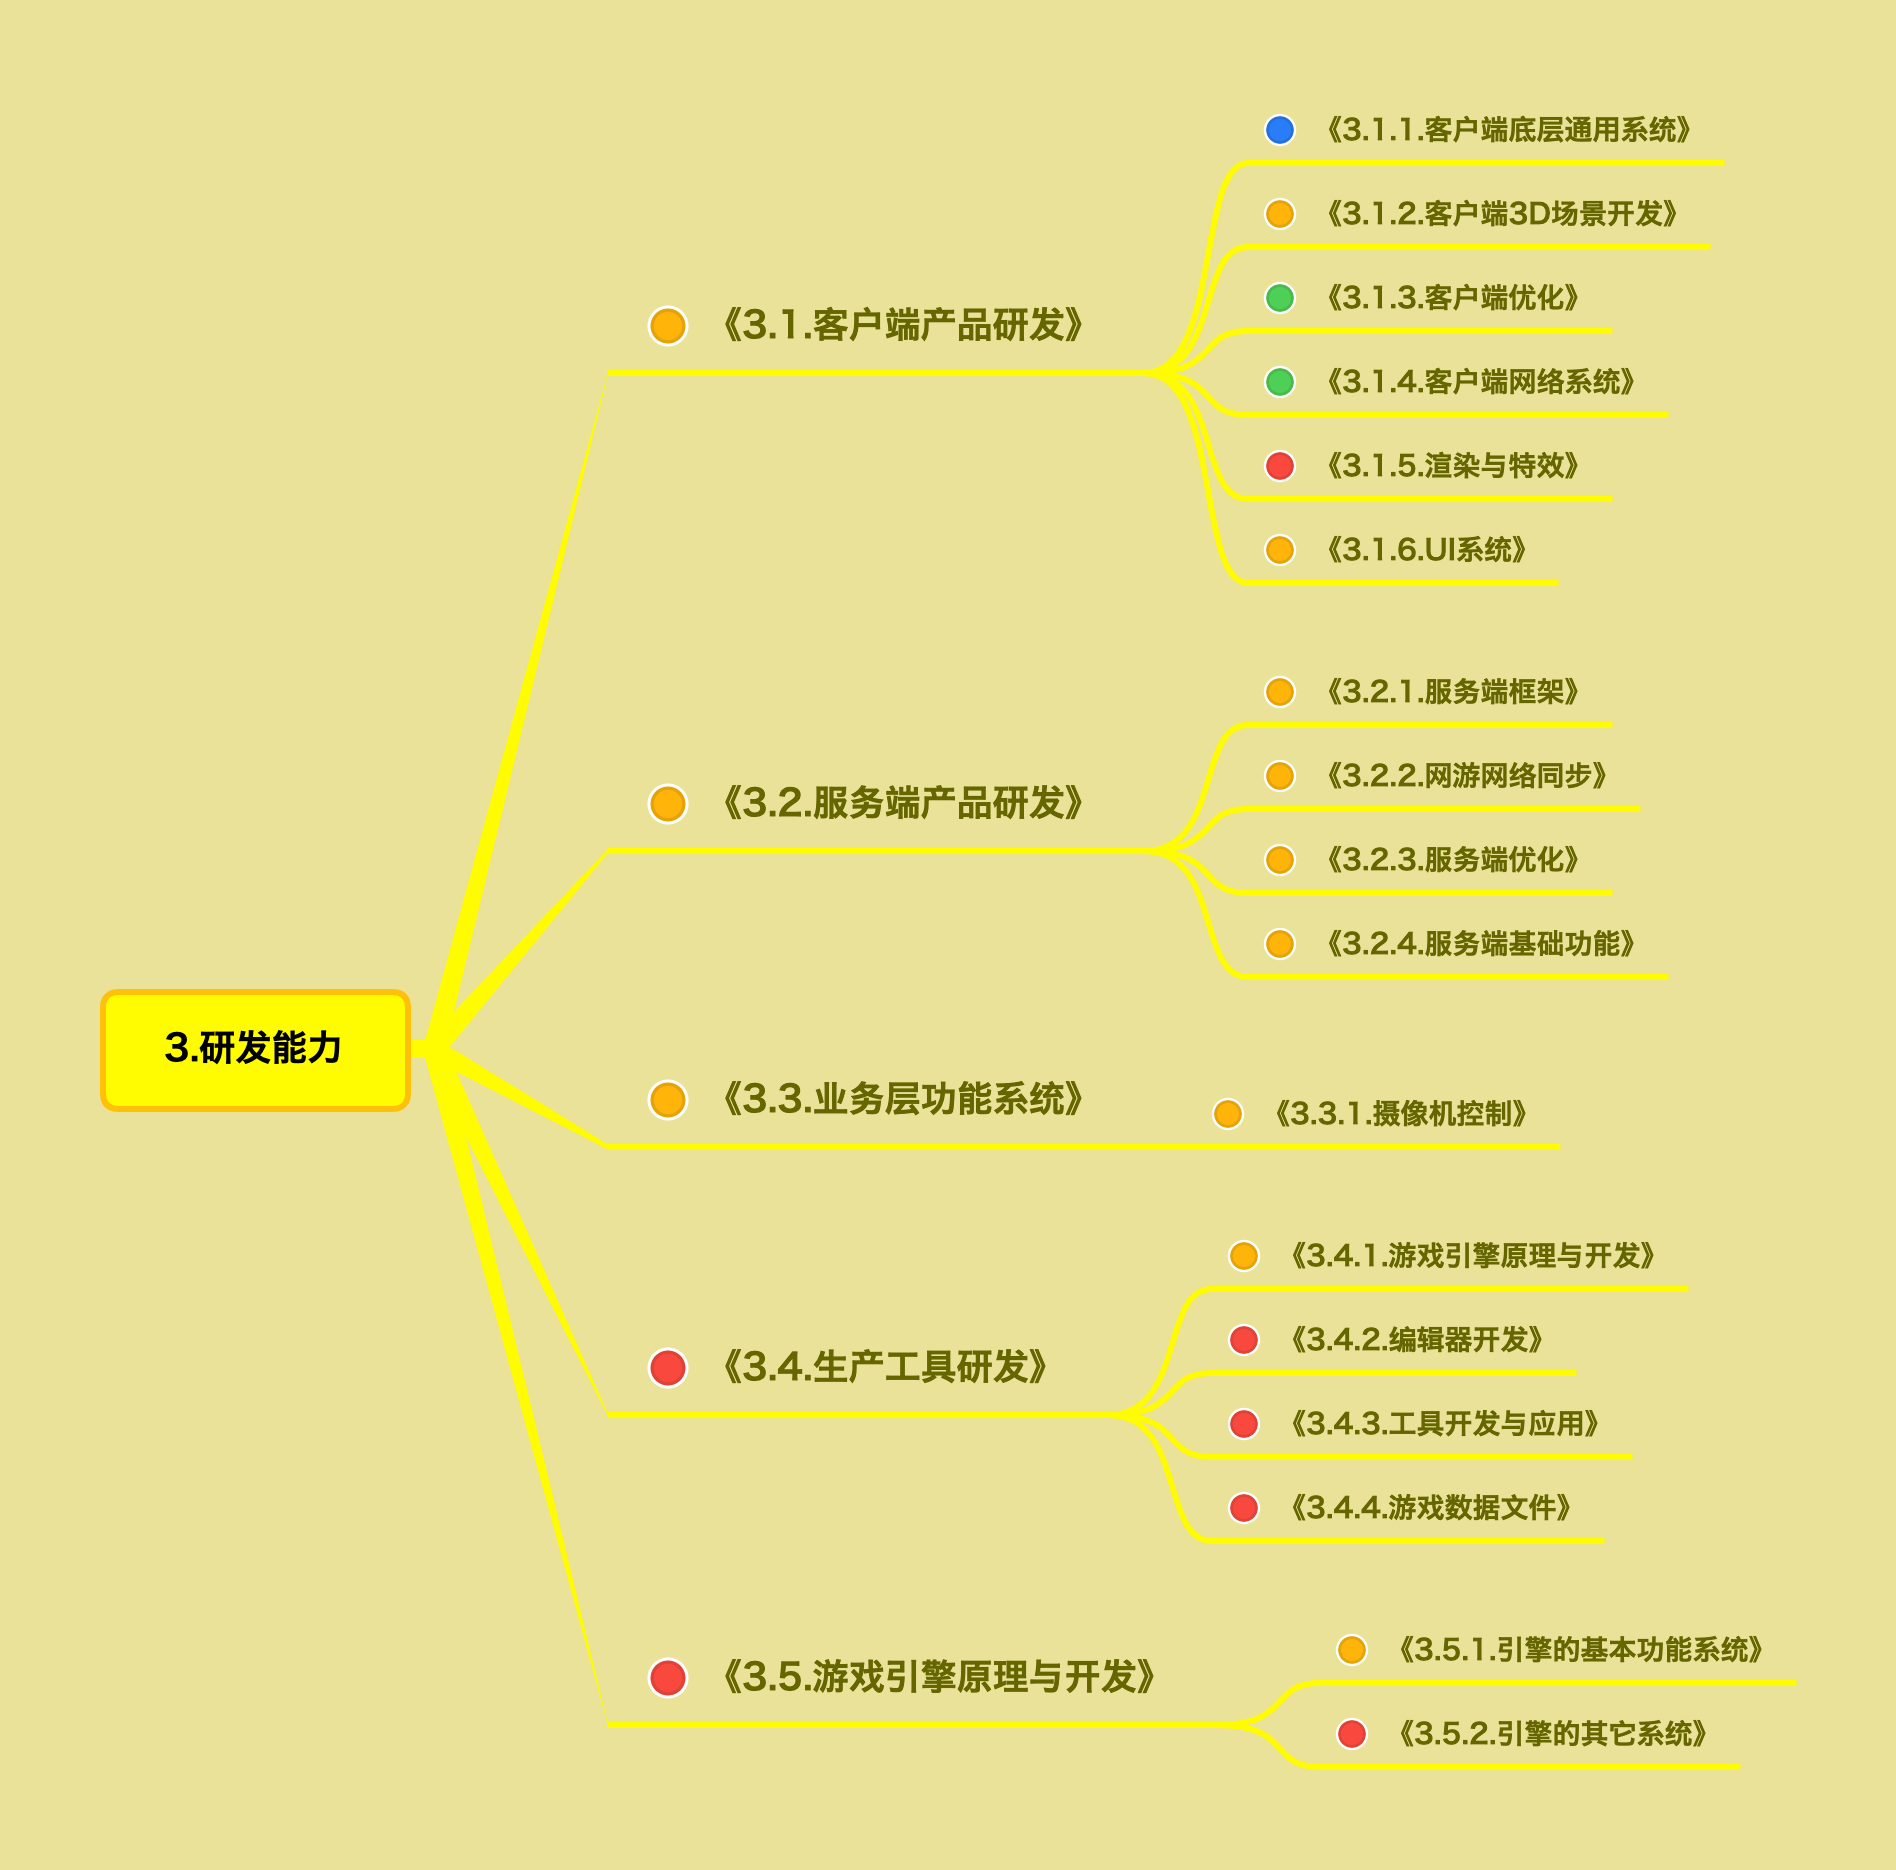 3.研发能力
《3.1.客户端产品研发》
《3.1.1.客户端底层通用系统》
《3.1.2.客户端3D场景开发》
《3.1.3.客户端优化》
《3.1.4.客户端网络系统》
《3.1.5.渲染与特效》
《3.1.6.UI系统》
《3.2.服务端产品研发》
《3.2.1.服务端框架》
《3.2.2.网游网络同步》
《3.2.3.服务端优化》
《3.2.4.服务端基础功能》
《3.3.业务层功能系统》
《3.3.1.摄像机控制》
《3.4.生产工具研发》
《3.4.1.游戏引擎原理与开发》
《3.4.2.编辑器开发》
《3.4.3.工具开发与应用》
《3.4.4.游戏数据文件》
《3.5.游戏引擎原理与开发》
《3.5.1.引擎的基本功能系统》
《3.5.2.引擎的其它系统》